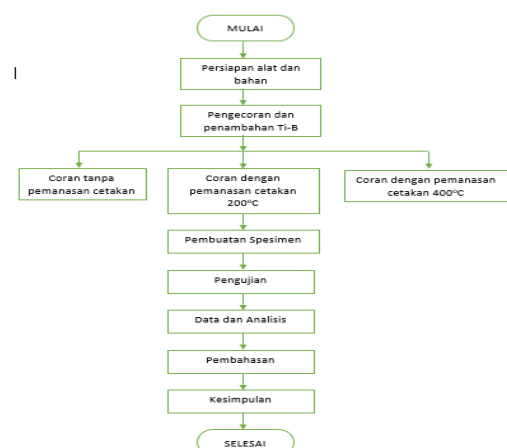 MULAI
Persiapan alat dan
bahan
Pengecoran dan
penambahan Ti-B
Coran tanpa
pemanasan cetakan
Coran dengan
pemanasan cetakan
200°C
Coran dengan pemanasan
cetakan 400°C
Pembuatan Spesimen
Pengujian
Data dan Analisis
Pembahasan
Kesimpulan
SELESAI